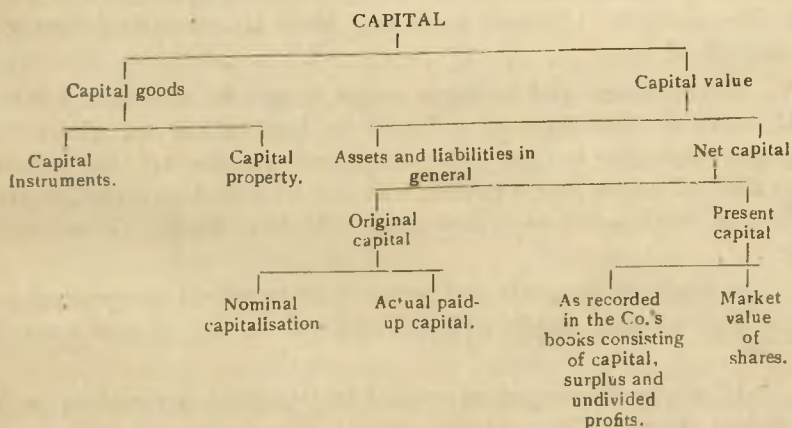 CAPITAL
Capital goods
Capital value
Capital
Instruments.
Capital
property.
Assets and liabilities in
general
Net capital
Original
capital
Present
capital
Nominal
capitalisation
Actual paid-
up capital.
As recorded
in the Co.'s
books consisting
of capital,
surplus and
undivided
profits.
Market
value
of
shares.